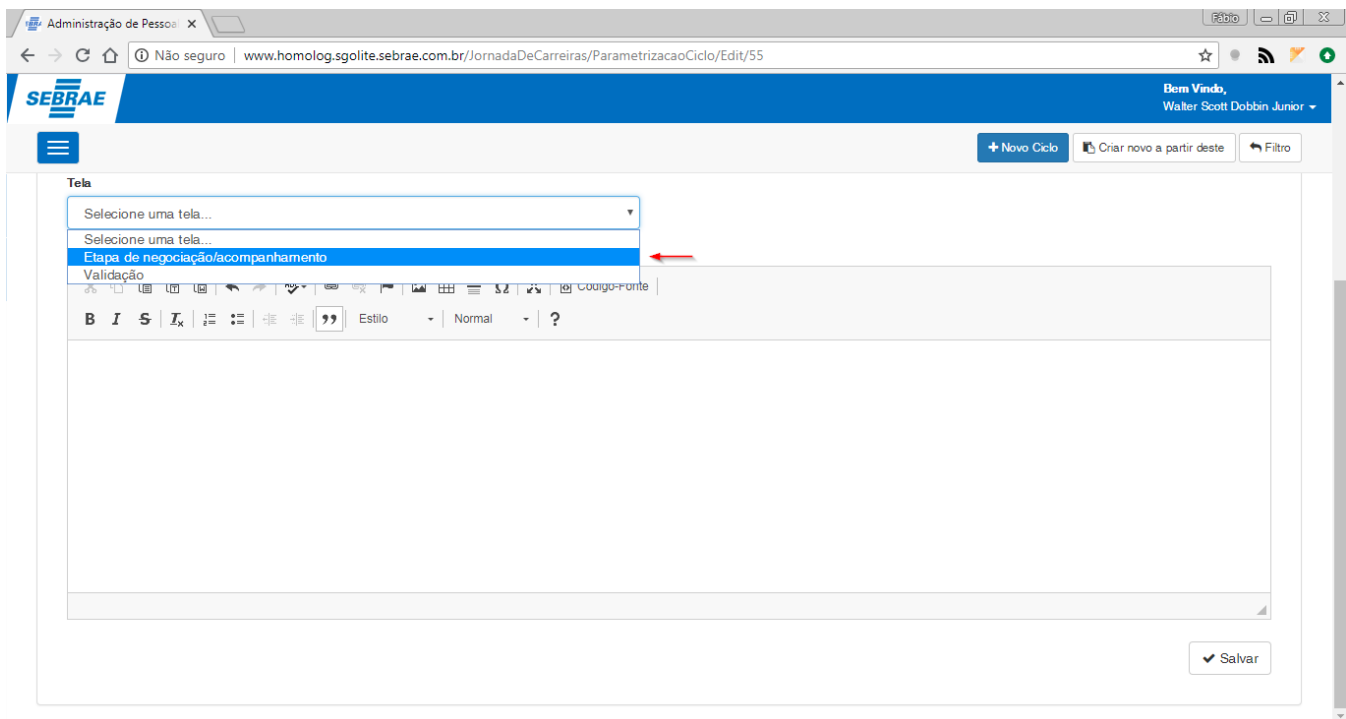 Administração de Pessoa
Fábio
Não seguro | www.homolog.sgolite.sebrae.com.br/JornadaDeCarreiras/ParametrizacaoCiclo/Edit/55
SEBRAE
Bem Vindo,
Walter Scott Dobbin Junior
+ Novo Ciclo Criar novo a partir deste Filtro
Tela
Selecione uma tela...
Selecione uma tela...
Etapa de negociação/acompanhamento
Validação
Código-Fonte
B I S Ix Estilo Normal ?
Salvar